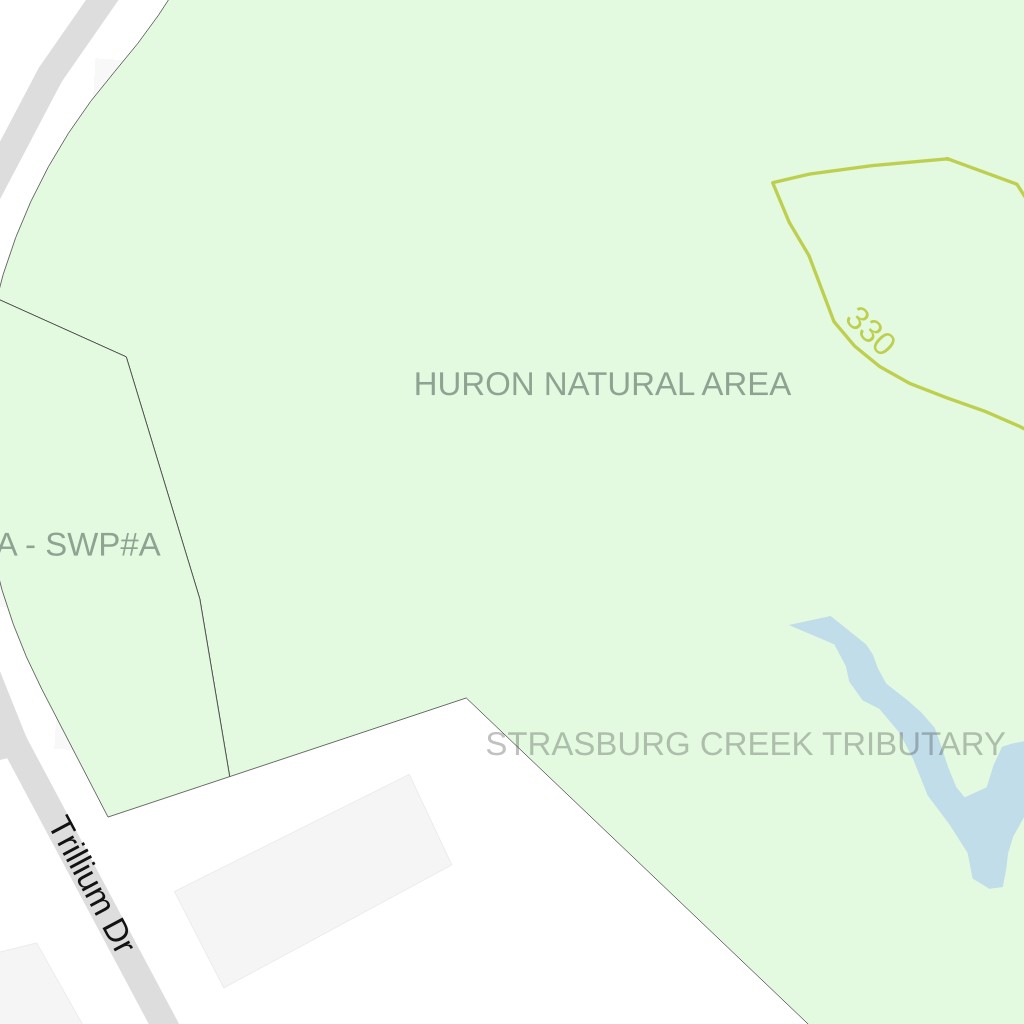 330
HURON NATURAL AREA
A - SWP#A
STRASBURG CREEK TRIBUTARY
Trillium Dr